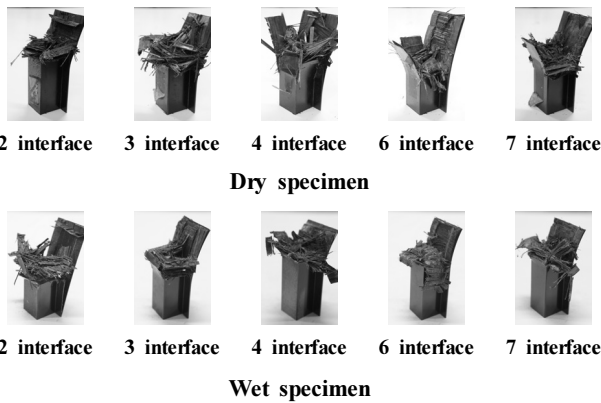 2 interface 3 interface 4 interface 6 interface 7 interface
Dry specimen
2 interface 3 interface 4 interface 6 interface 7 interface
Wet specimen